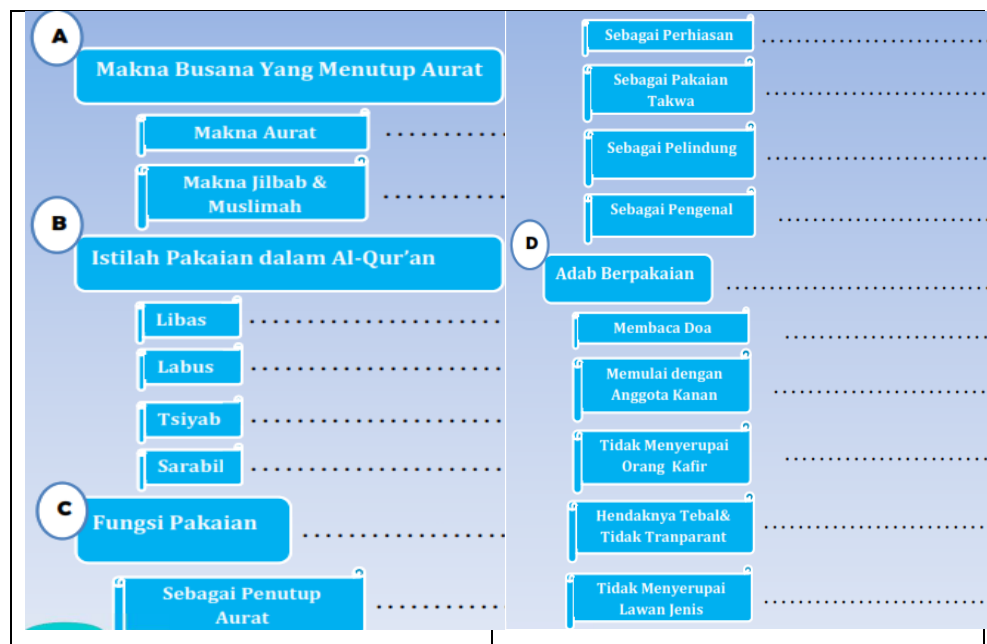 A
Makna Busana Yang Menutup Aurat
Makna Aurat ...........
Makna Jilbab &
Muslimah ...........
B
Istilah Pakaian dalam Al-Qur'an
Libas .......................
Labus .......................
Tsiyab .......................
Sarabil .......................
C
Fungsi Pakaian ..................
Sebagai Penutup
Aurat ............
Sebagai Perhiasan ..........................
Sebagai Pakaian
Takwa ..........................
Sebagai Pelindung ..........................
Sebagai Pengenal .........................
D
Adab Berpakaian ..............................
Membaca Doa ........................
Memulai dengan
Anggota Kanan .........................
Tidak Menyerupai
Orang Kafir ........................
Hendaknya Tebal&
Tidak Tranparant ..........................
Tidak Menyerupai
Lawan Jenis ..........................